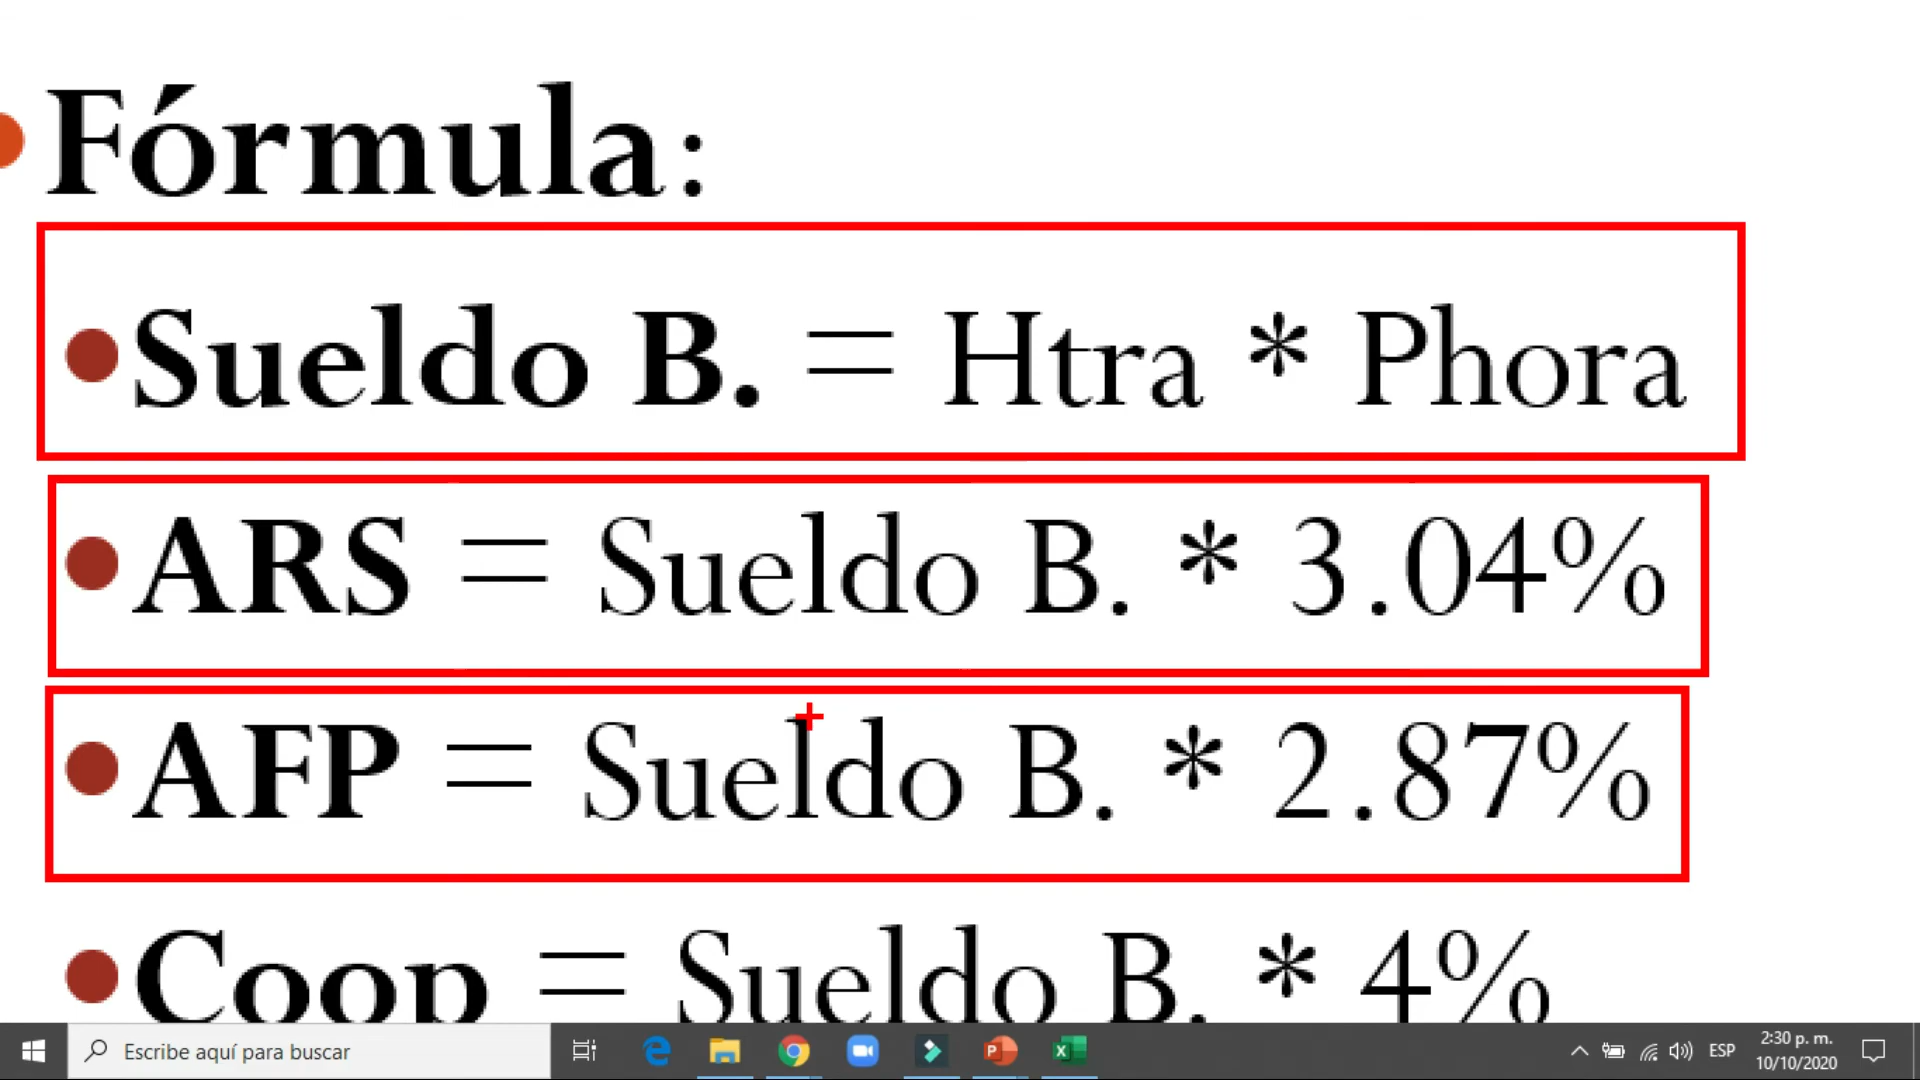 Fórmula:
Sueldo B. = Htra * Phora
ARS = Sueldo B. * 3.04%
AFP = Sueldo B. * 2.87%
Coop = Sueldo B. * 4%
Escribe aquí para buscar
ESP
2:30 p. m.
10/10/2020